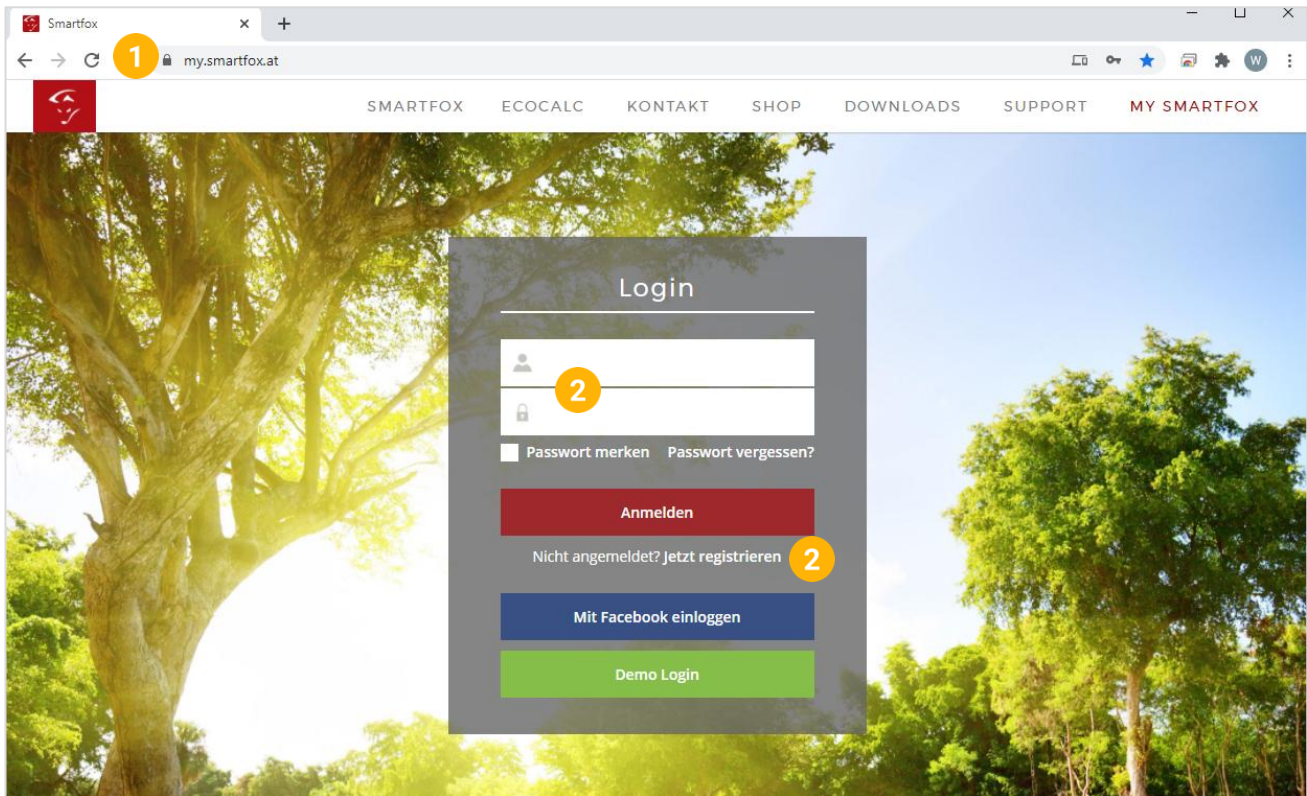 Smartfox
1 my.smartfox.at W
SMARTFOX ECOCALC KONTAKT SHOP DOWNLOADS SUPPORT MY SMARTFOX
Login
2
Passwort merken Passwort vergessen?
Anmelden
Nicht angemeldet? Jetzt registrieren 2
Mit Facebook einloggen
Demo Login